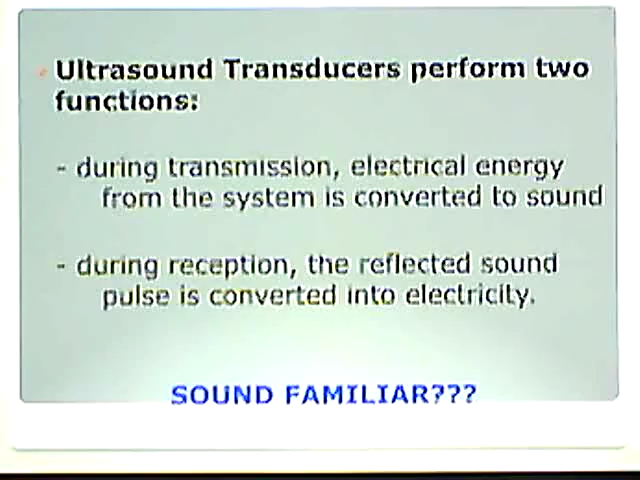 Ultrasound Transducers perform two
functions:
- during transmission, electrical energy
from the system is converted to sound
- during reception, the reflected sound
pulse is converted into electricity.
SOUND FAMILIAR???